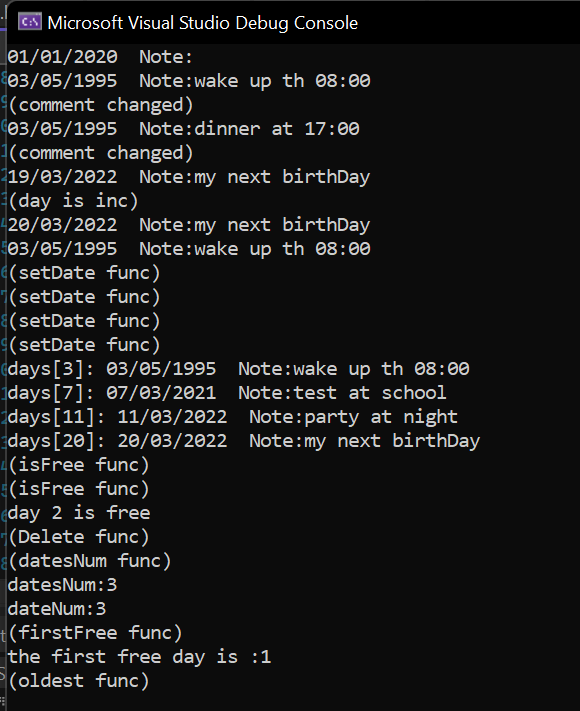 Microsoft Visual Studio Debug Console
01/01/2020  Note:
03/05/1995  Note:wake up th 08:00
(comment changed)
03/05/1995  Note:dinner at 17:00
(comment changed)
19/03/2022  Note:my next birthDay
(day is inc)
20/03/2022  Note:my next birthDay
03/05/1995  Note:wake up th 08:00
(setDate func)
(setDate func)
(setDate func)
(setDate func)
days[3]: 03/05/1995  Note:wake up th 08:00
days[7]: 07/03/2021  Note:test at school
days[11]: 11/03/2022  Note:party at night
days[20]: 20/03/2022  Note:my next birthDay
(isFree func)
(isFree func)
day 2 is free
(Delete func)
(datesNum func)
datesNum:3
dateNum:3
(firstFree func)
the first free day is :1
(oldest func)